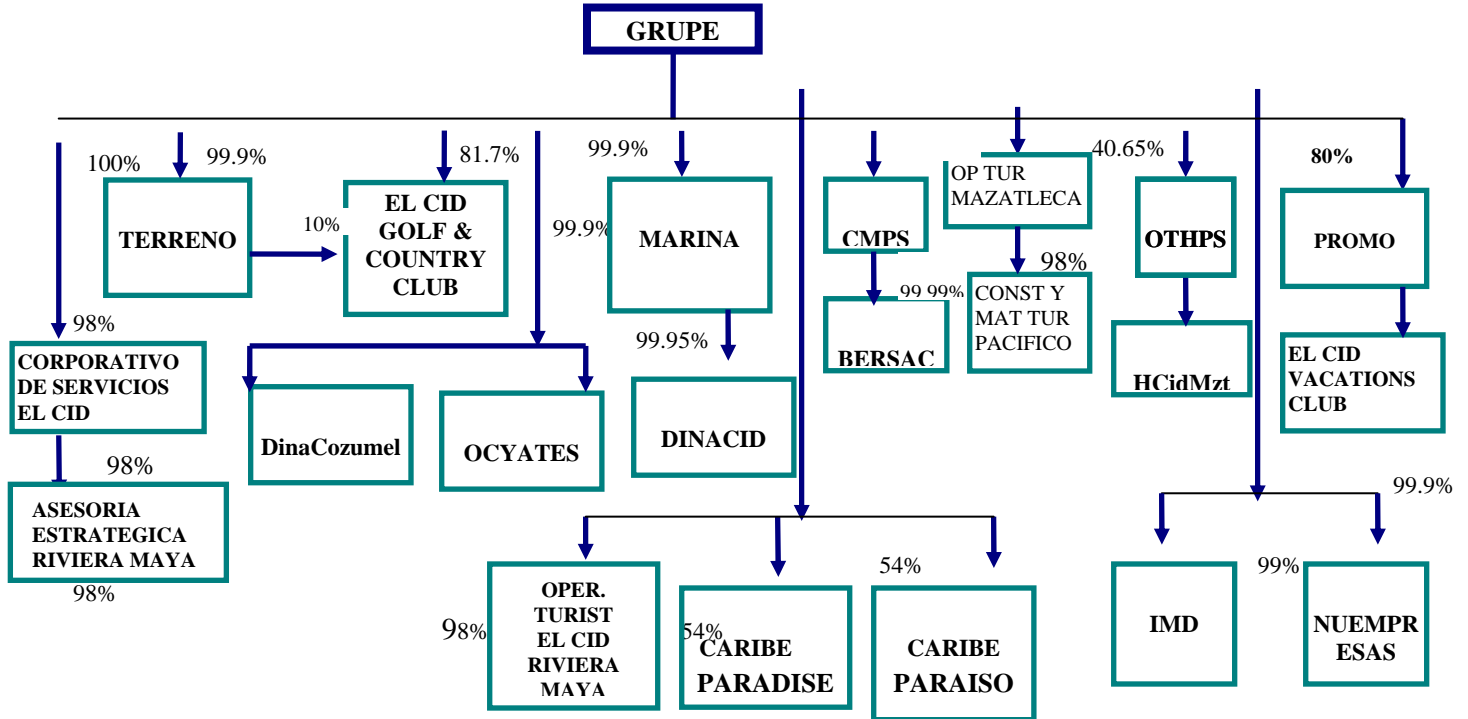 GRUPE
100%
99.9%
81.7%
99.9%
40.65%
80%
TERRENO
10%
EL CID
GOLF &
COUNTRY
CLUB
99.9%
MARINA
CMPS
OP TUR
MAZATLECA
OTHPS
PROMO
98%
99.95%
99.99%
98%
CORPORATIVO
DE SERVICIOS
EL CID
DinaCozumel
OCYATES
DINACID
BERSAC
CONST Y
MAT TUR
PACIFICO
HCidMzt
EL CID
VACATIONS
CLUB
98%
ASESORIA
ESTRATEGICA
RIVIERA MAYA
98%
99.9%
98%
OPER.
TURIST
EL CID
RIVIERA
MAYA
54%
CARIBE
PARADISE
54%
CARIBE
PARAISO
IMD
99%
NUEMPR
ESAS